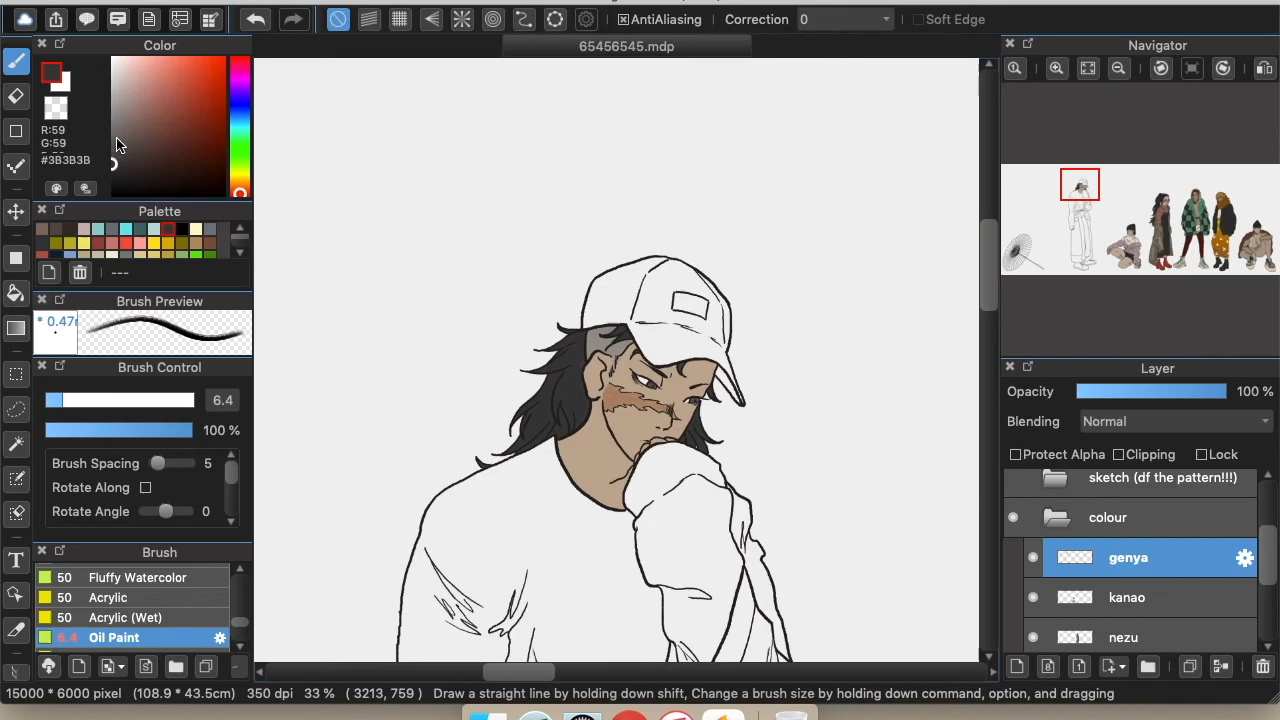 AntiAliasing Correction 0 Soft Edge
Color
65456545.mdp
Navigator
R:59
G:59
#3B3B3B
Palette
---
Brush Preview
* 0.47
Brush Control
6.4
100 %
Brush Spacing 5
Rotate Along
Rotate Angle 0
Brush
50 Fluffy Watercolor
50 Acrylic
50 Acrylic (Wet)
6.4 Oil Paint
Layer
Opacity 100 %
Blending Normal
Protect Alpha Clipping Lock
sketch (df the pattern!!!)
colour
genya
kanao
nezu
15000 * 6000 pixel (108.9 * 43.5cm) 350 dpi 33 % ( 3213, 759 ) Draw a straight line by holding down shift, Change a brush size by holding down command, option, and dragging